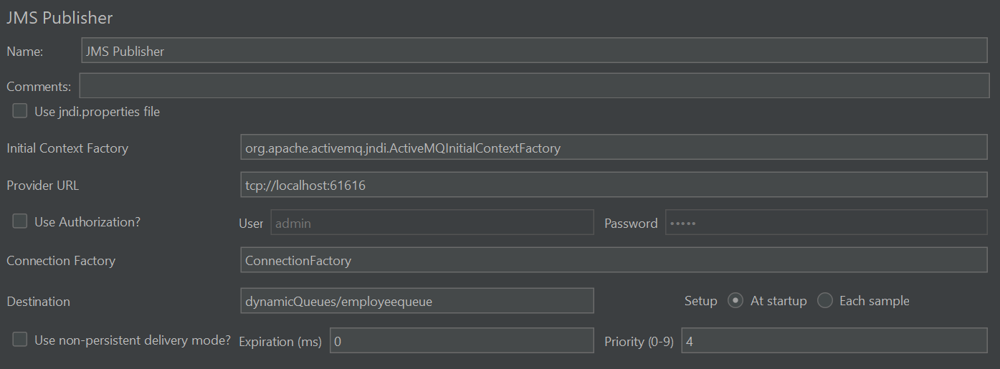 JMS Publisher
Name: JMS Publisher
Comments:
Use jndi.properties file
Initial Context Factory org.apache.activemq.jndi.ActiveMQInitialContextFactory
Provider URL tcp://localhost:61616
Use Authorization? User admin Password •••••
Connection Factory ConnectionFactory
Destination dynamicQueues/employeequeue Setup At startup Each sample
Use non-persistent delivery mode? Expiration (ms) 0 Priority (0-9) 4